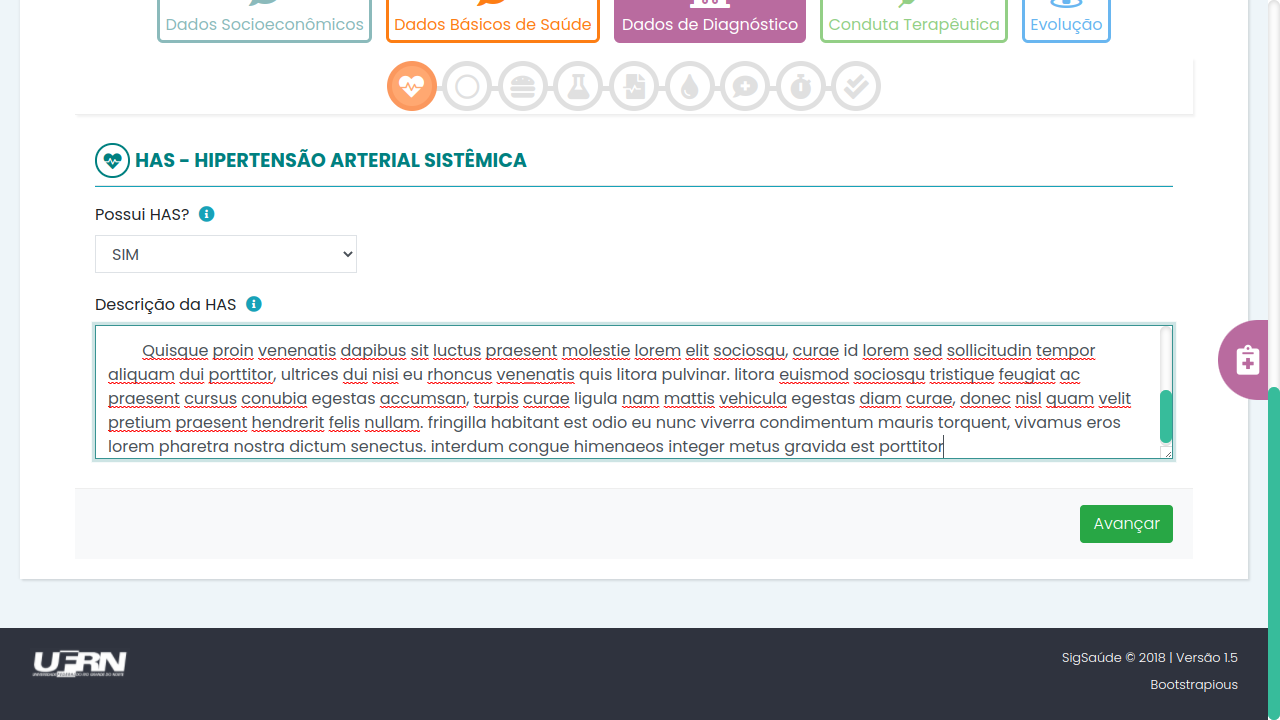 Dados Socioeconômicos
Dados Básicos de Saúde
Dados de Diagnóstico
Conduta Terapêutica
Evolução
HAS - HIPERTENSÃO ARTERIAL SISTÊMICA
Possui HAS?
SIM
Descrição da HAS
Quisque proin venenatis dapibus sit luctus praesent molestie lorem elit sociosqu, curae id lorem sed sollicitudin tempor
aliquam dui porttitor, ultrices dui nisi eu rhoncus venenatis quis litora pulvinar. litora euismod sociosqu tristique feugiat ac
praesent cursus conubia egestas accumsan, turpis curae ligula nam mattis vehicula egestas diam curae, donec nisl quam velit
pretium praesent hendrerit felis nullam. fringilla habitant est odio eu nunc viverra condimentum mauris torquent, vivamus eros
lorem pharetra nostra dictum senectus. interdum congue himenaeos integer metus gravida est porttitor
Avançar
UFRN
SigSaúde © 2018 | Versão 1.5
Bootstrapious